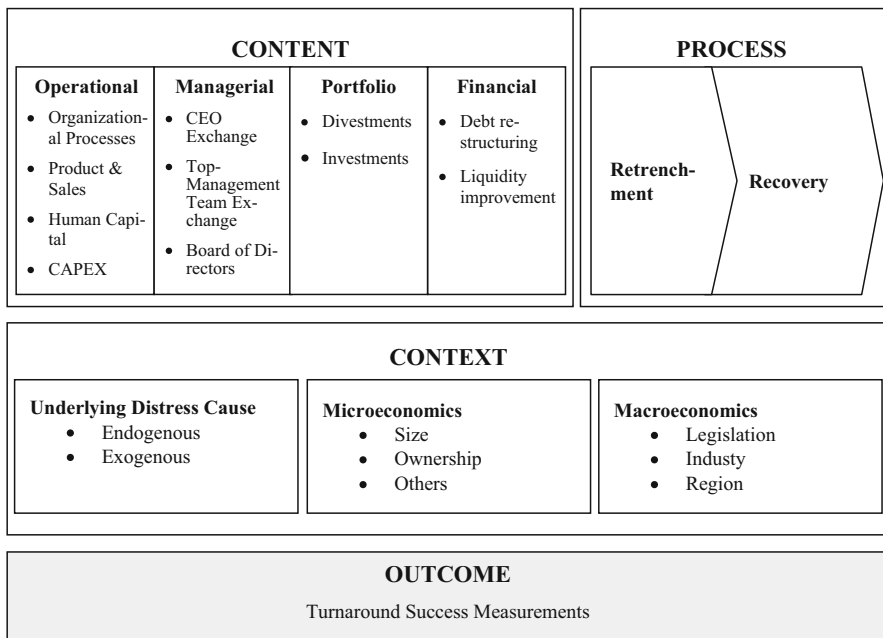 CONTENT
Operational
Organization-
al Processes
Product &
Sales
Human Capi-
tal
CAPEX
Managerial
CEO
Exchange
Top-
Management
Team Ex-
change
Board of Di-
rectors
Portfolio
Divestments
Investments
Financial
Debt re-
structuring
Liquidity
improvement
PROCESS
Retrench-
ment
Recovery
CONTEXT
Underlying Distress Cause
Endogenous
Exogenous
Microeconomics
Size
Ownership
Others
Macroeconomics
Legislation
Industy
Region
OUTCOME
Turnaround Success Measurements